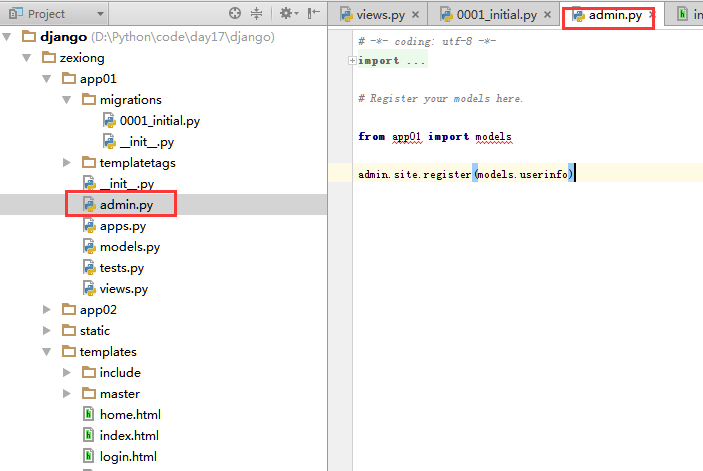 Project
django (D:\Python\code\day17\django)
zexiong
app01
migrations
0001_initial.py
__init__.py
templatetags
__init__.py
admin.py
apps.py
models.py
tests.py
views.py
app02
static
templates
include
master
home.html
index.html
login.html
views.py
0001_initial.py
admin.py
in
# -*- coding: utf-8 -*-
import ...
# Register your models here.
from app01 import models
admin.site.register(models.userinfo)